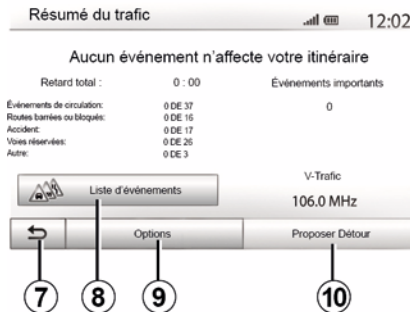 Résumé du trafic 12:02
Aucun événement n'affecte votre itinéraire
Retard total : 0 : 00 Événements importants
0
Événements de circulation: 0 DE 37
Routes barrées ou bloqués: 0 DE 16
Accident: 0 DE 17
Voies réservées: 0 DE 26
Autre: 0 DE 3
Liste d'événements V-Trafic
106.0 MHz
Options Proposer Détour
7 8 9 10